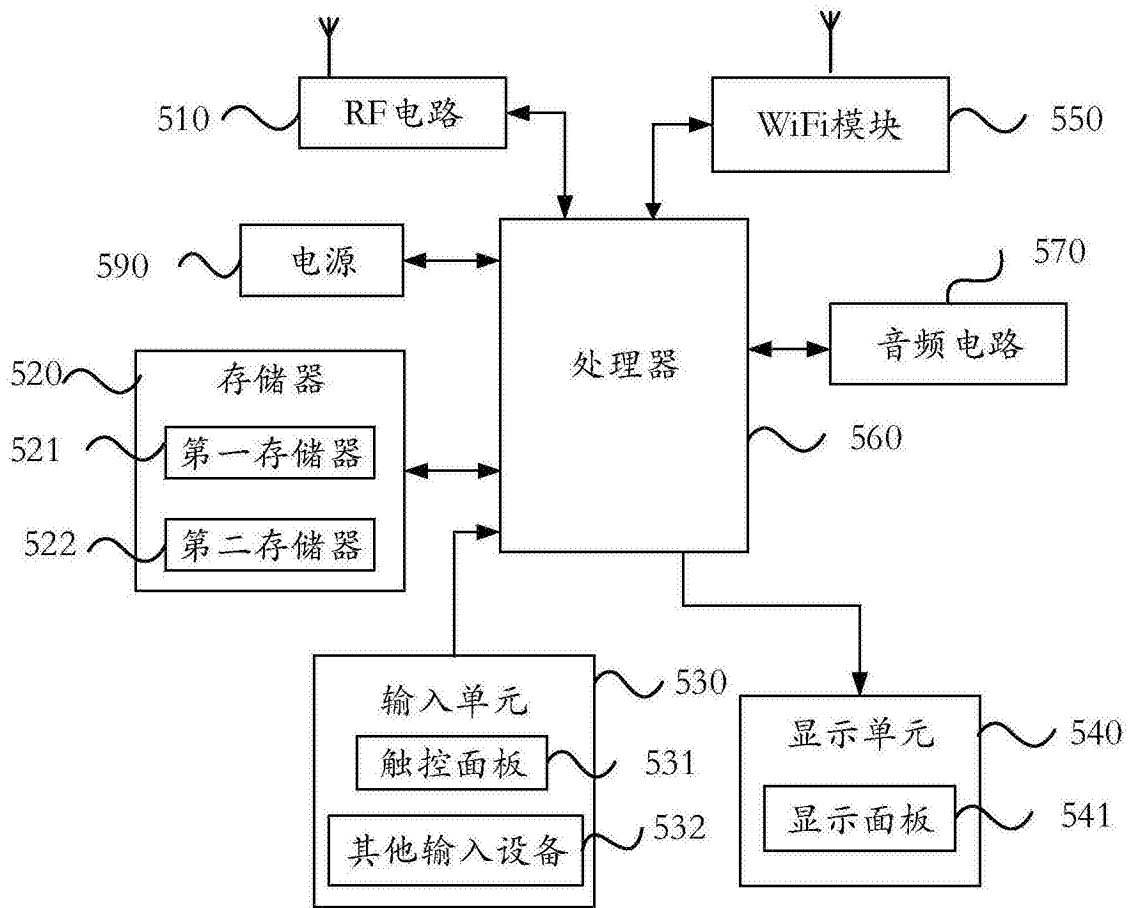 510
RF电路
WiFi模块
550
590
电源
570
音频电路
处理器
560
520
存储器
521
第一存储器
522
第二存储器
输入单元
530
触控面板
531
其他输入设备
532
显示单元
540
显示面板
541